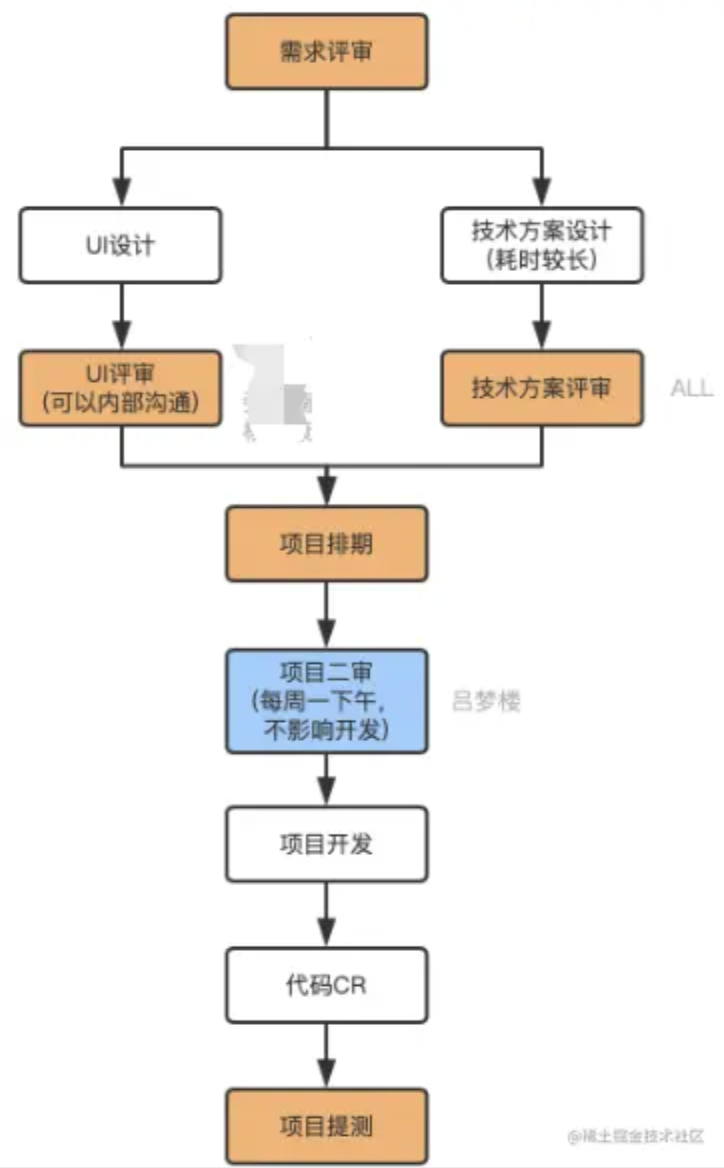 需求评审
UI设计
技术方案设计
(耗时较长)
UI评审
(可以内部沟通)
技术方案评审
ALL
项目排期
项目二审
(每周一下午，
不影响开发)
吕梦楼
项目开发
代码CR
项目提测
@稀土掘金技术社区